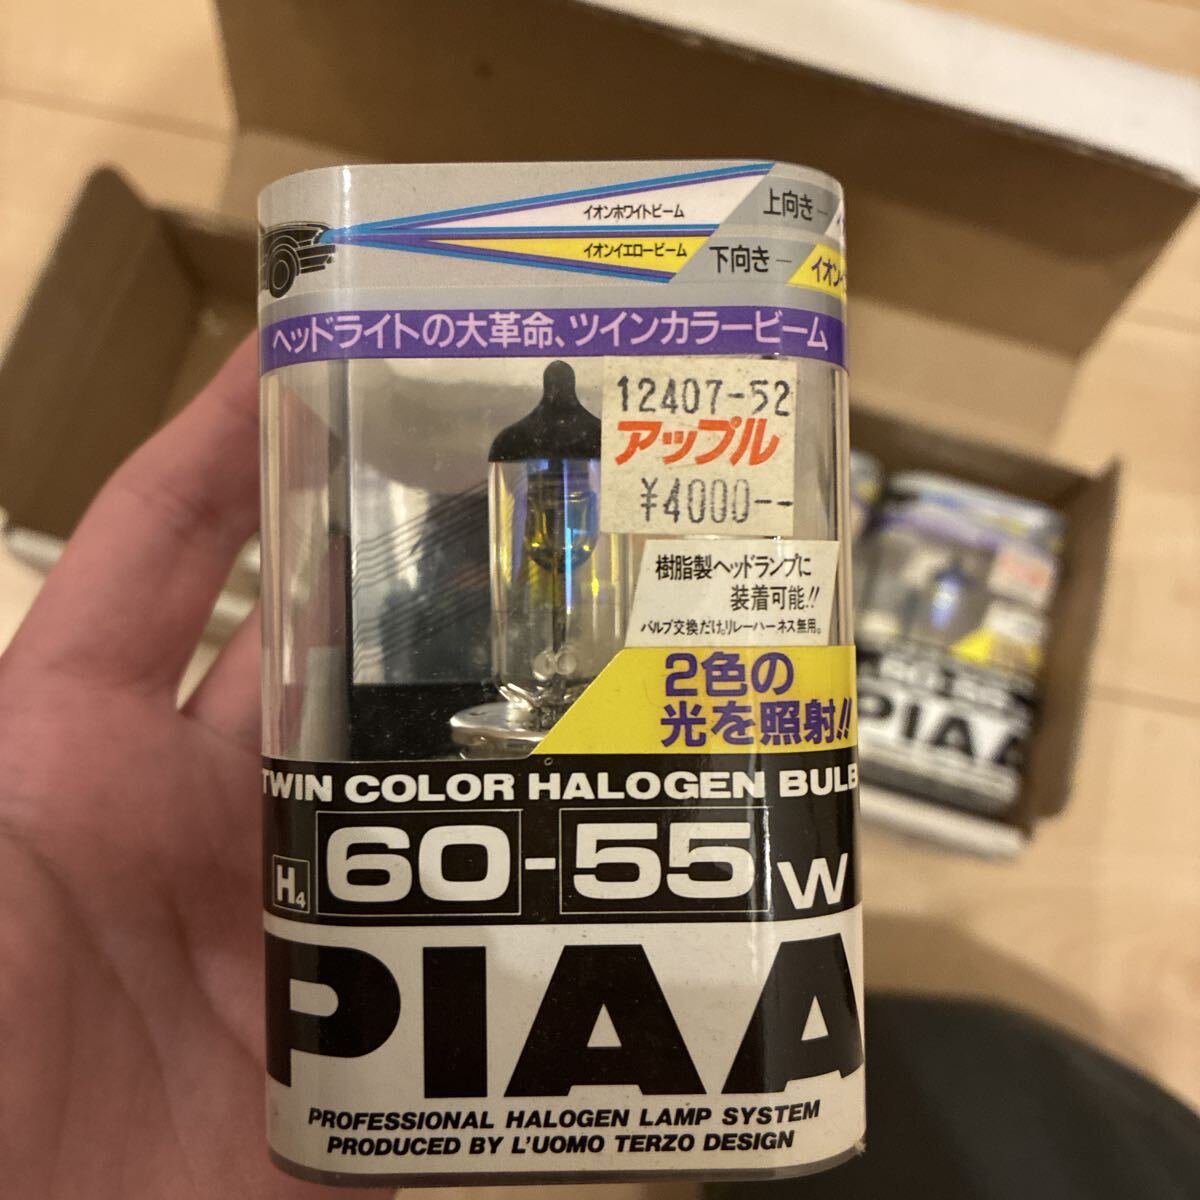 イオンホワイトビーム
上向き—
イオンイエロービーム
下向き—
イオン
ヘッドライトの大革命、ツインカラービーム
12407-52
アップル
¥4000--
樹脂製ヘッドランプに
装着可能!!
バルブ交換だけ。リレーハーネス無用。
2色の
光を照射!!
TWIN COLOR HALOGEN BULB
H4 60-55W
PIAA
PROFESSIONAL HALOGEN LAMP SYSTEM
PRODUCED BY L'UOMO TERZO DESIGN
60 55
PIAA